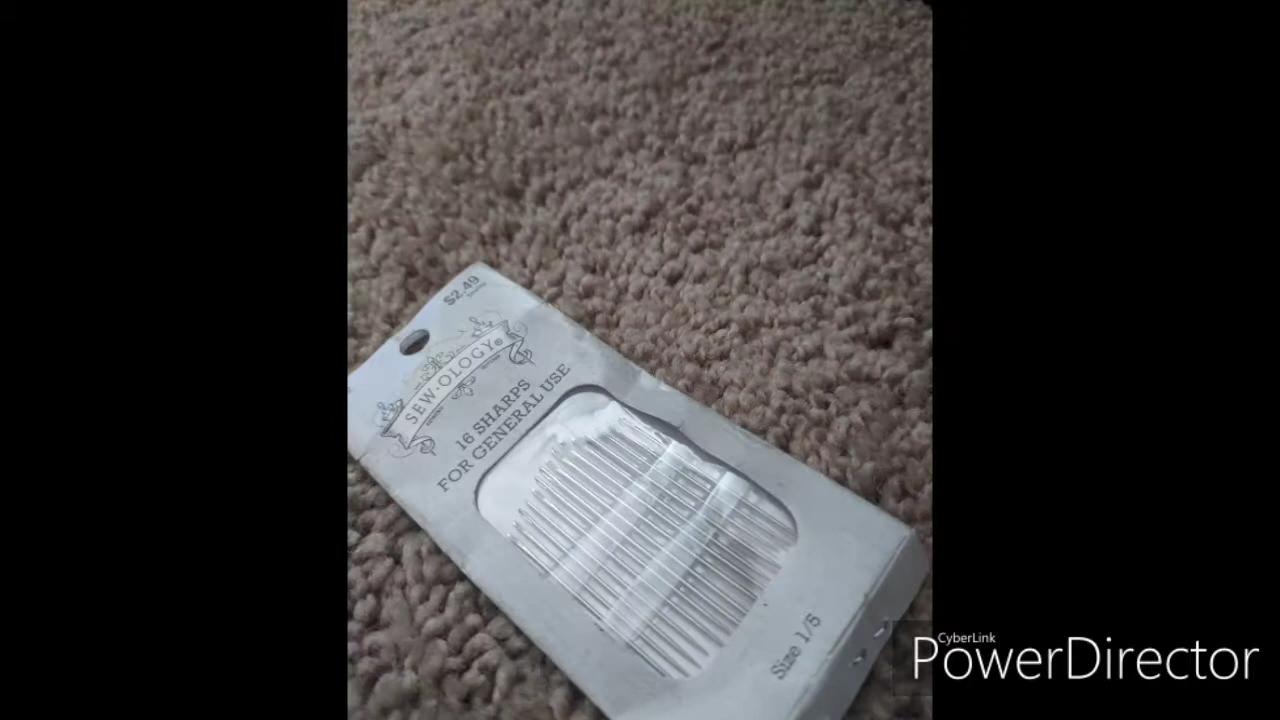 $2.49
SEW·OLOGY®
16 SHARPS
FOR GENERAL USE
Size 1/5
CyberLink
PowerDirector